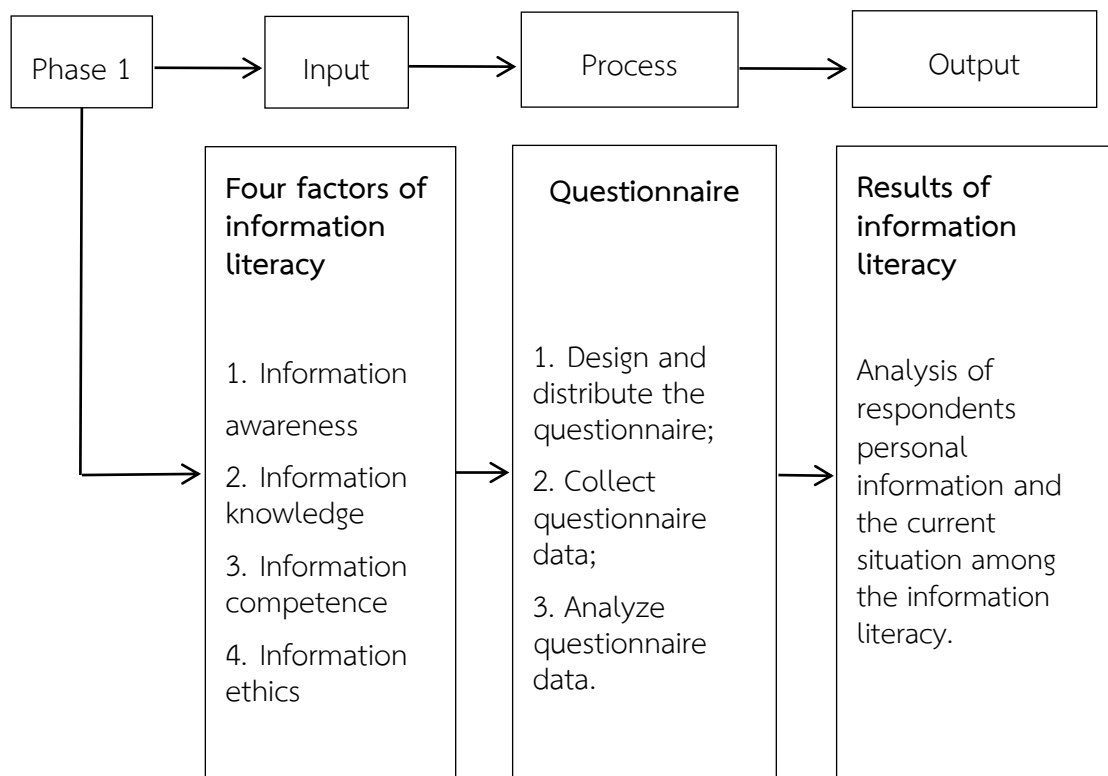 Phase 1
Input
Process
Output
Four factors of
information
literacy
1. Information
awareness
2. Information
knowledge
3. Information
competence
4. Information
ethics
Questionnaire
1. Design and
distribute the
questionnaire;
2. Collect
questionnaire
data;
3. Analyze
questionnaire
data.
Results of
information
literacy
Analysis of
respondents
personal
information and
the current
situation among
the information
literacy.